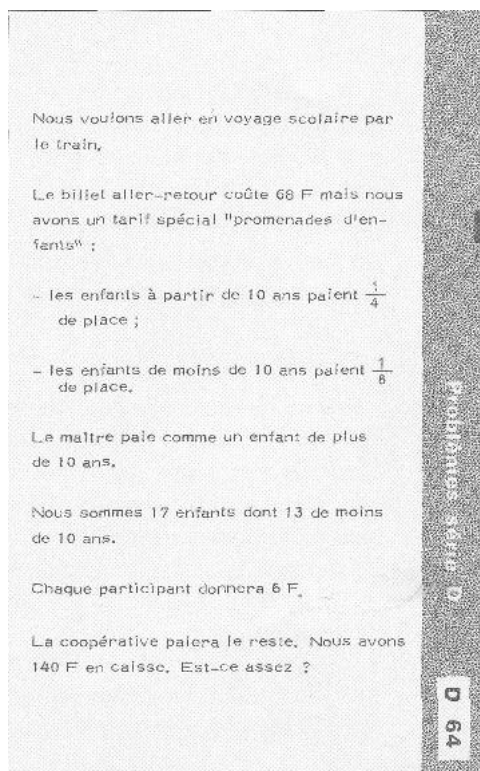 Nous voulons aller en voyage scolaire par
le train.
Le billet aller-retour coûte 68 F mais nous
avons un tarif spécial "promenades d'en-
fants" :
- les enfants à partir de 10 ans paient 1/4
de place ;
- les enfants de moins de 10 ans paient 1/8
de place.
Le maître paie comme un enfant de plus
de 10 ans.
Nous sommes 17 enfants dont 13 de moins
de 10 ans.
Chaque participant donnera 6 F.
La coopérative paiera le reste. Nous avons
140 F en caisse. Est-ce assez ?
Problèmes série D
D 64